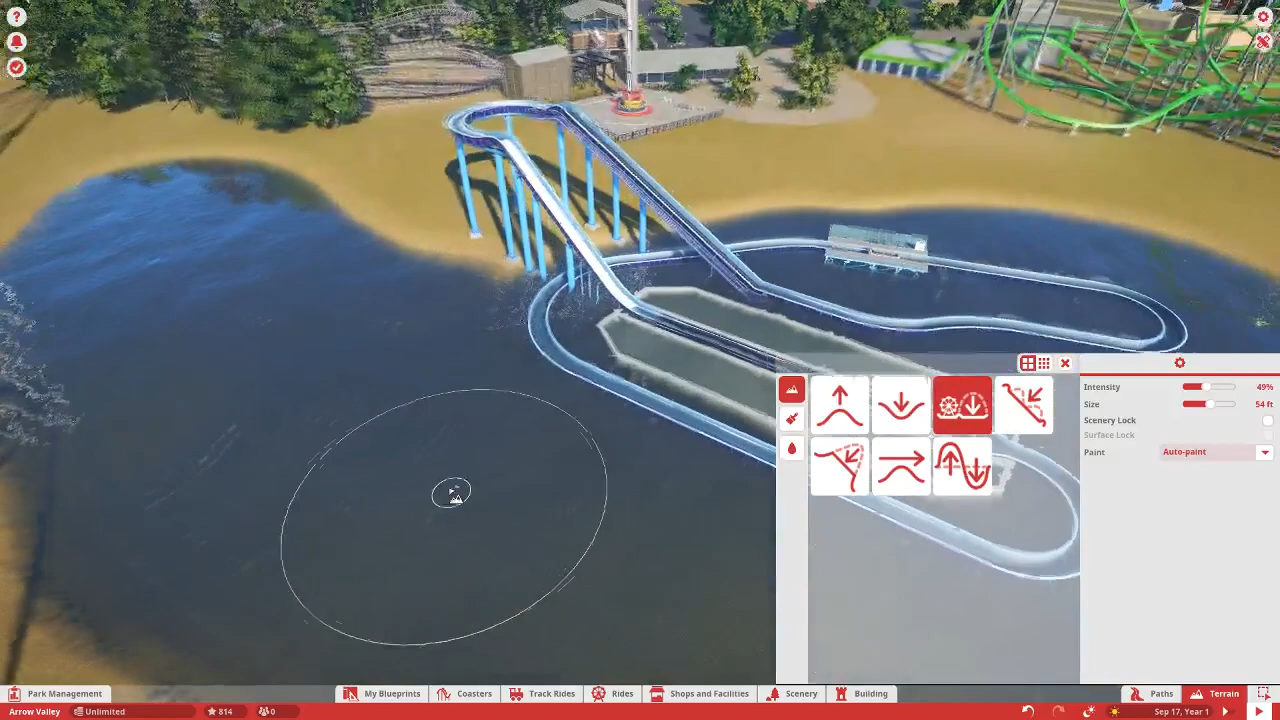 Intensity 49%
Size 54 ft
Scenery Lock
Surface Lock
Paint Auto-paint
Park Management My Blueprints Coasters Track Rides Rides Shops and Facilities Scenery Building Paths Terrain
Arrow Valley Unlimited 814 0 Sep 17, Year 1